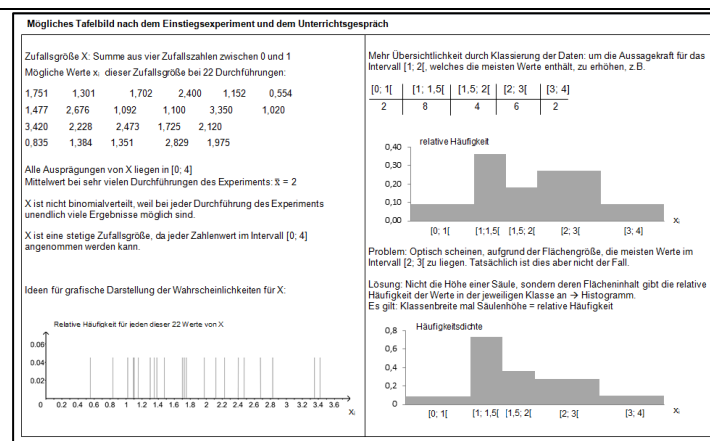 Mögliches Tafelbild nach dem Einstiegsexperiment und dem Unterrichtsgespräch
Zufallsgröße X: Summe aus vier Zufallszahlen zwischen 0 und 1
Mögliche Werte xᵢ dieser Zufallsgröße bei 22 Durchführungen:
1,751 1,301 1,702 2,400 1,152 0,554
1,477 2,676 1,092 1,100 3,350 1,020
3,420 2,228 2,473 1,725 2,120
0,835 1,384 1,351 2,829 1,975
Alle Ausprägungen von X liegen in [0; 4]
Mittelwert bei sehr vielen Durchführungen des Experiments: x̄ = 2
X ist nicht binomialverteilt, weil bei jeder Durchführung des Experiments
unendlich viele Ergebnisse möglich sind.
X ist eine stetige Zufallsgröße, da jeder Zahlenwert im Intervall [0; 4]
angenommen werden kann.
Ideen für grafische Darstellung der Wahrscheinlichkeiten für X:
Relative Häufigkeit für jeden dieser 22 Werte von X
0.06
0.04
0.02
0 0.2 0.4 0.6 0.8 1 1.2 1.4 1.6 1.8 2 2.2 2.4 2.6 2.8 3 3.2 3.4 3.6
xᵢ
Mehr Übersichtlichkeit durch Klassierung der Daten: um die Aussagekraft für das
Intervall [1; 2[, welches die meisten Werte enthält, zu erhöhen, z.B.
[0; 1[ [1; 1,5[ [1,5; 2[ [2; 3[ [3; 4]
2 8 4 6 2
relative Häufigkeit
0,40
0,30
0,20
0,10
0,00
[0; 1[ [1;1,5[ [1,5; 2[ [2; 3[ [3; 4] xᵢ
Problem: Optisch scheinen, aufgrund der Flächengröße, die meisten Werte im
Intervall [2; 3[ zu liegen. Tatsächlich ist dies aber nicht der Fall.
Lösung: Nicht die Höhe einer Säule, sondern deren Flächeninhalt gibt die relative
Häufigkeit der Werte in der jeweiligen Klasse an → Histogramm.
Es gilt: Klassenbreite mal Säulenhöhe = relative Häufigkeit
Häufigkeitsdichte
0,8
0,6
0,4
0,2
0
[0; 1[ [1; 1,5[ [1,5; 2[ [2; 3[ [3; 4] xᵢ